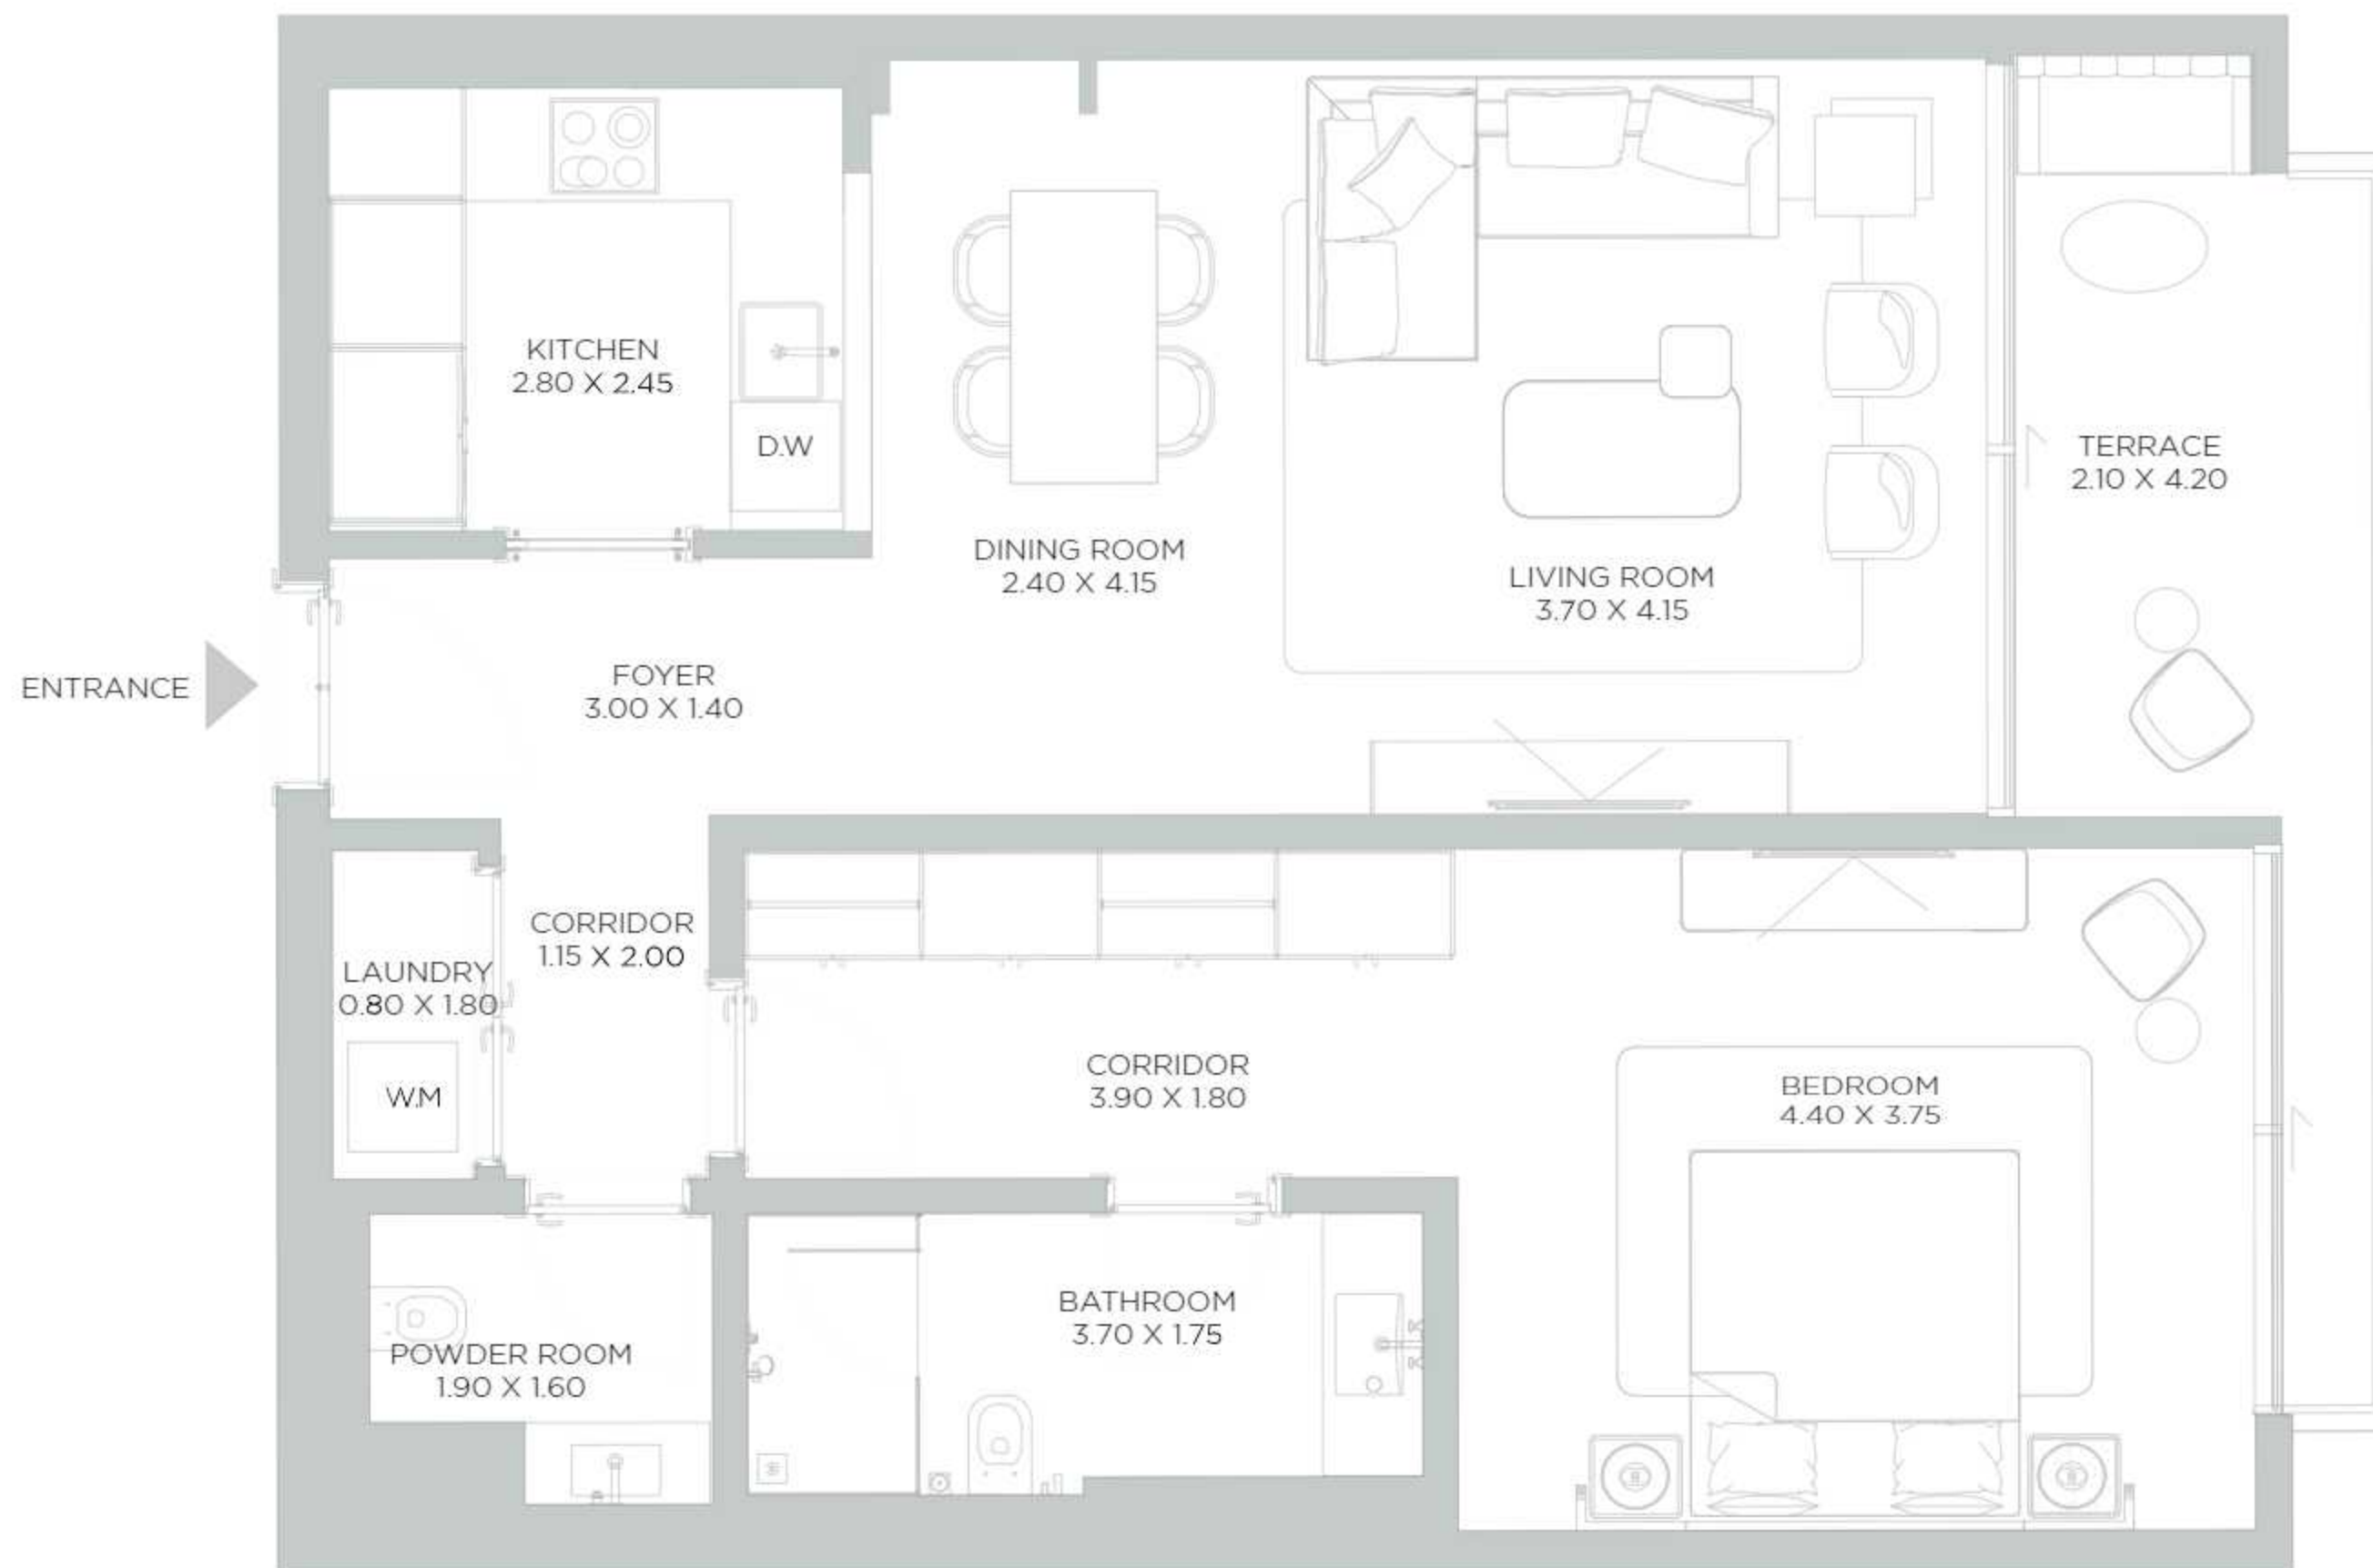 KITCHEN
2.80 X 2.45
D.W
TERRACE
2.10 X 4.20
DINING ROOM
2.40 X 4.15
LIVING ROOM
3.70 X 4.15
ENTRANCE
FOYER
3.00 X 1.40
CORRIDOR
1.15 X 2.00
LAUNDRY
0.80 X 1.80
W.M
CORRIDOR
3.90 X 1.80
BEDROOM
4.40 X 3.75
BATHROOM
3.70 X 1.75
POWDER ROOM
1.90 X 1.60